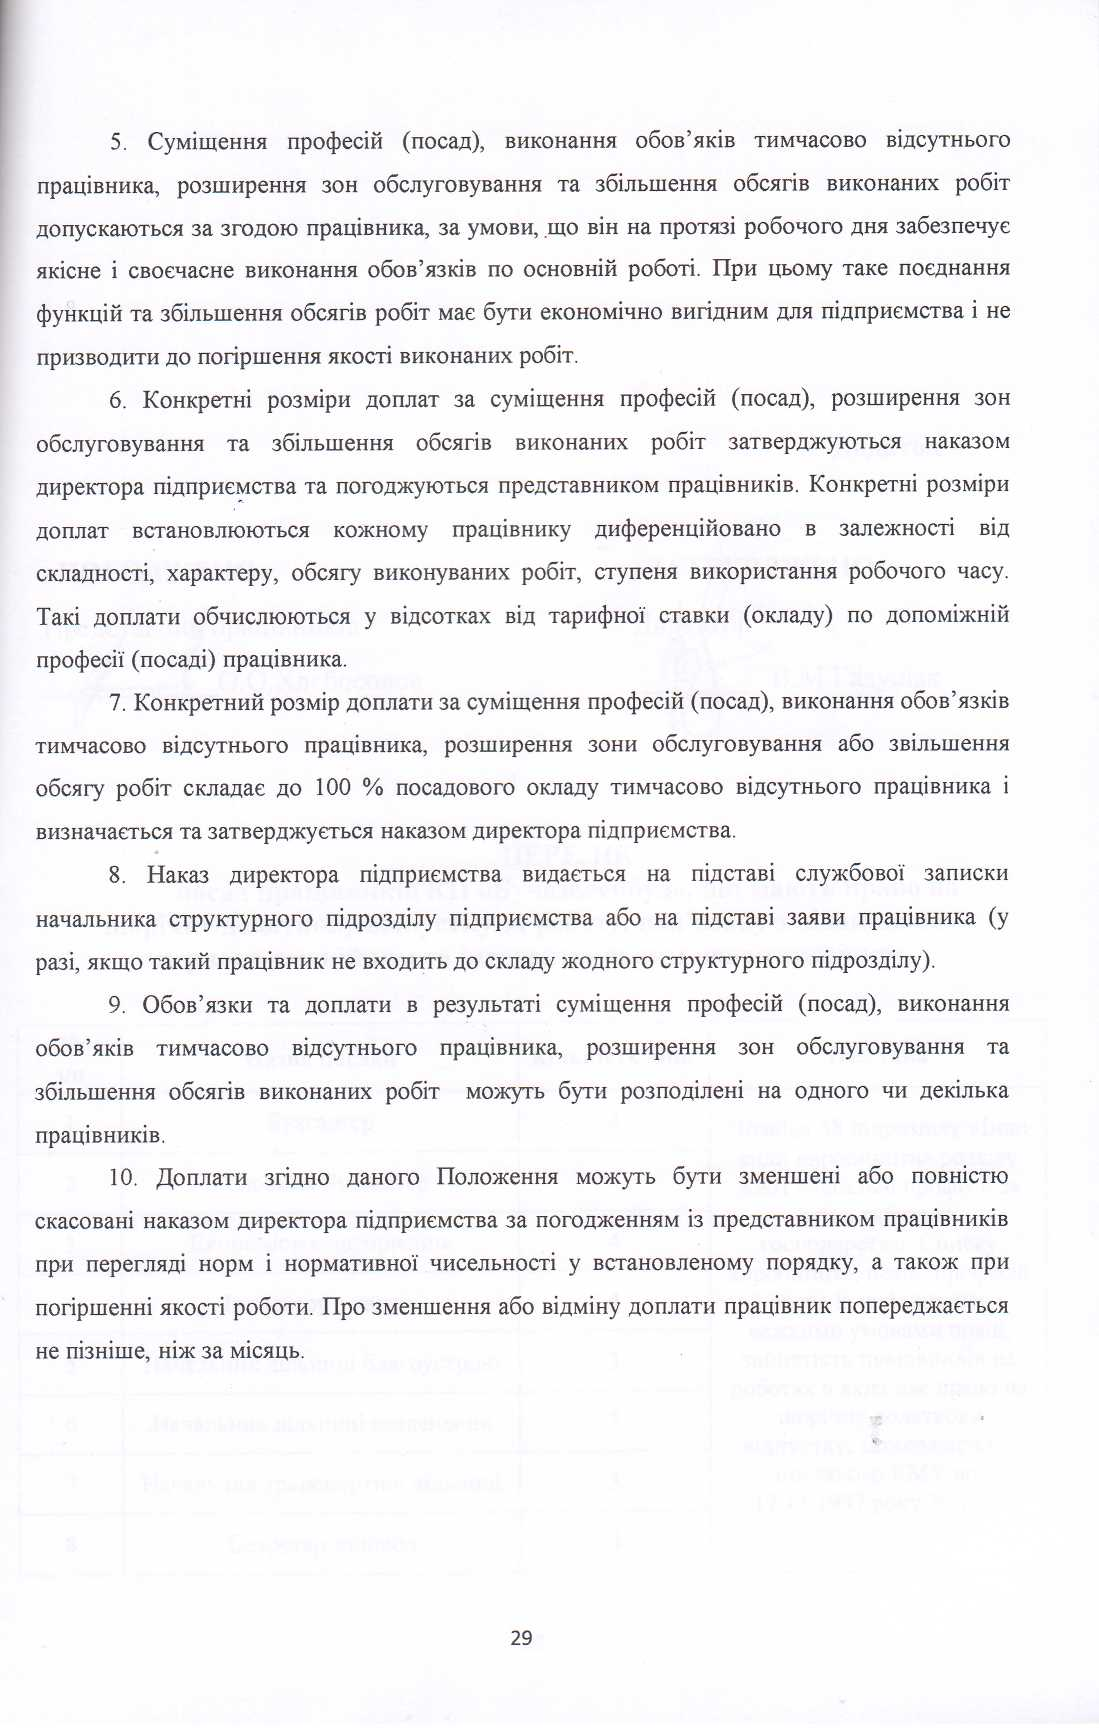 5. Суміщення професій (посад), виконання обов’яків тимчасово відсутнього
працівника, розширення зон обслуговування та збільшення обсягів виконаних робіт
допускаються за згодою працівника, за умови, що він на протязі робочого дня забезпечує
якісне і своєчасне виконання обов’язків по основній роботі. При цьому таке поєднання
функцій та збільшення обсягів робіт має бути економічно вигідним для підприємства і не
призводити до погіршення якості виконаних робіт.
6. Конкретні розміри доплат за суміщення професій (посад), розширення зон
обслуговування та збільшення обсягів виконаних робіт затверджуються наказом
директора підприємства та погоджуються представником працівників. Конкретні розміри
доплат встановлюються кожному працівнику диференційовано в залежності від
складності, характеру, обсягу виконуваних робіт, ступеня використання робочого часу.
Такі доплати обчислюються у відсотках від тарифної ставки (окладу) по допоміжній
професії (посаді) працівника.
7. Конкретний розмір доплати за суміщення професій (посад), виконання обов’язків
тимчасово відсутнього працівника, розширення зони обслуговування або звільшення
обсягу робіт складає до 100 % посадового окладу тимчасово відсутнього працівника і
визначається та затверджується наказом директора підприємства.
8. Наказ директора підприємства видається на підставі службової записки
начальника структурного підрозділу підприємства або на підставі заяви працівника (у
разі, якщо такий працівник не входить до складу жодного структурного підрозділу).
9. Обов’язки та доплати в результаті суміщення професій (посад), виконання
обов’яків тимчасово відсутнього працівника, розширення зон обслуговування та
збільшення обсягів виконаних робіт можуть бути розподілені на одного чи декілька
працівників.
10. Доплати згідно даного Положення можуть бути зменшені або повністю
скасовані наказом директора підприємства за погодженням із представником працівників
при перегляді норм і нормативної чисельності у встановленому порядку, а також при
погіршенні якості роботи. Про зменшення або відміну доплати працівник попереджається
не пізніше, ніж за місяць.
29